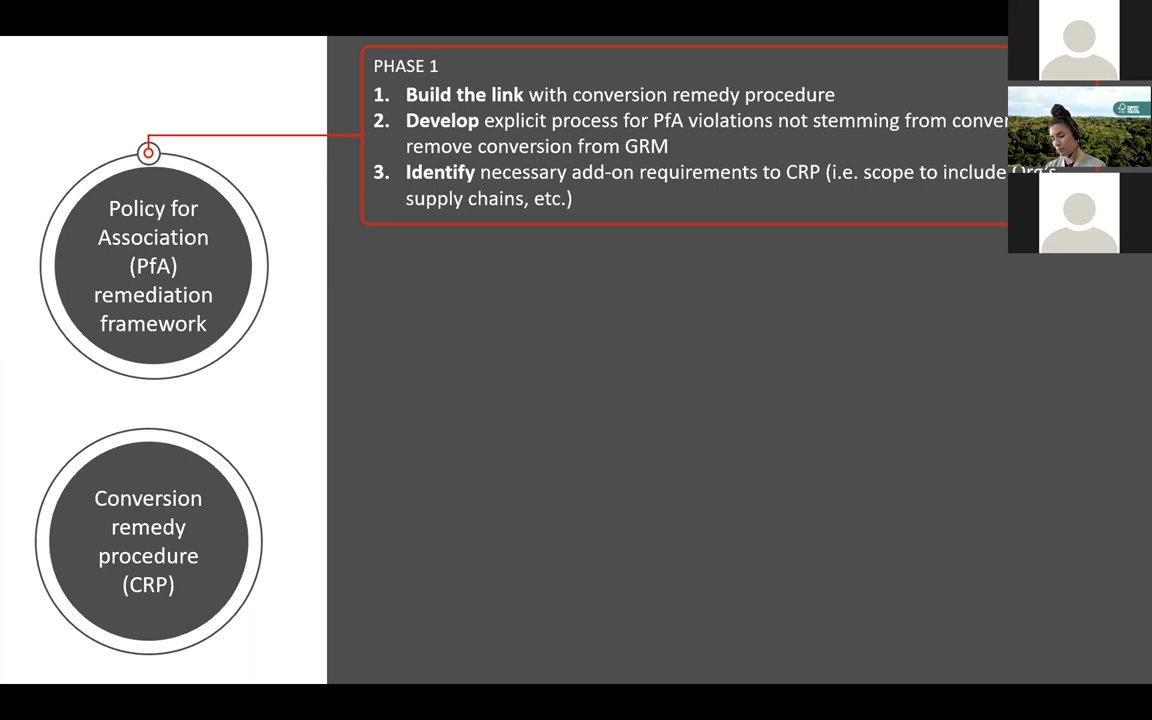 PHASE 1
1. Build the link with conversion remedy procedure
2. Develop explicit process for PfA violations not stemming from
remove conversion from GRM
3. Identify necessary add-on requirements to CRP (i.e. scope to include Org's
supply chains, etc.)
Policy for
Association
(PfA)
remediation
framework
Conversion
remedy
procedure
(CRP)